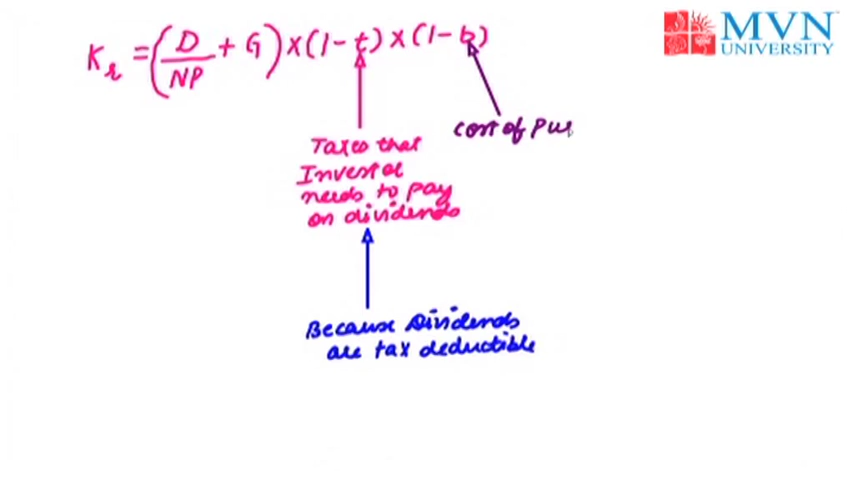 K_r = (D/NP + G) × (1 - t) × (1 - b)
MVN
UNIVERSITY
Cost of Pur
Taxes that
Investor
needs to pay
on dividends
Because Dividends
are tax deductible